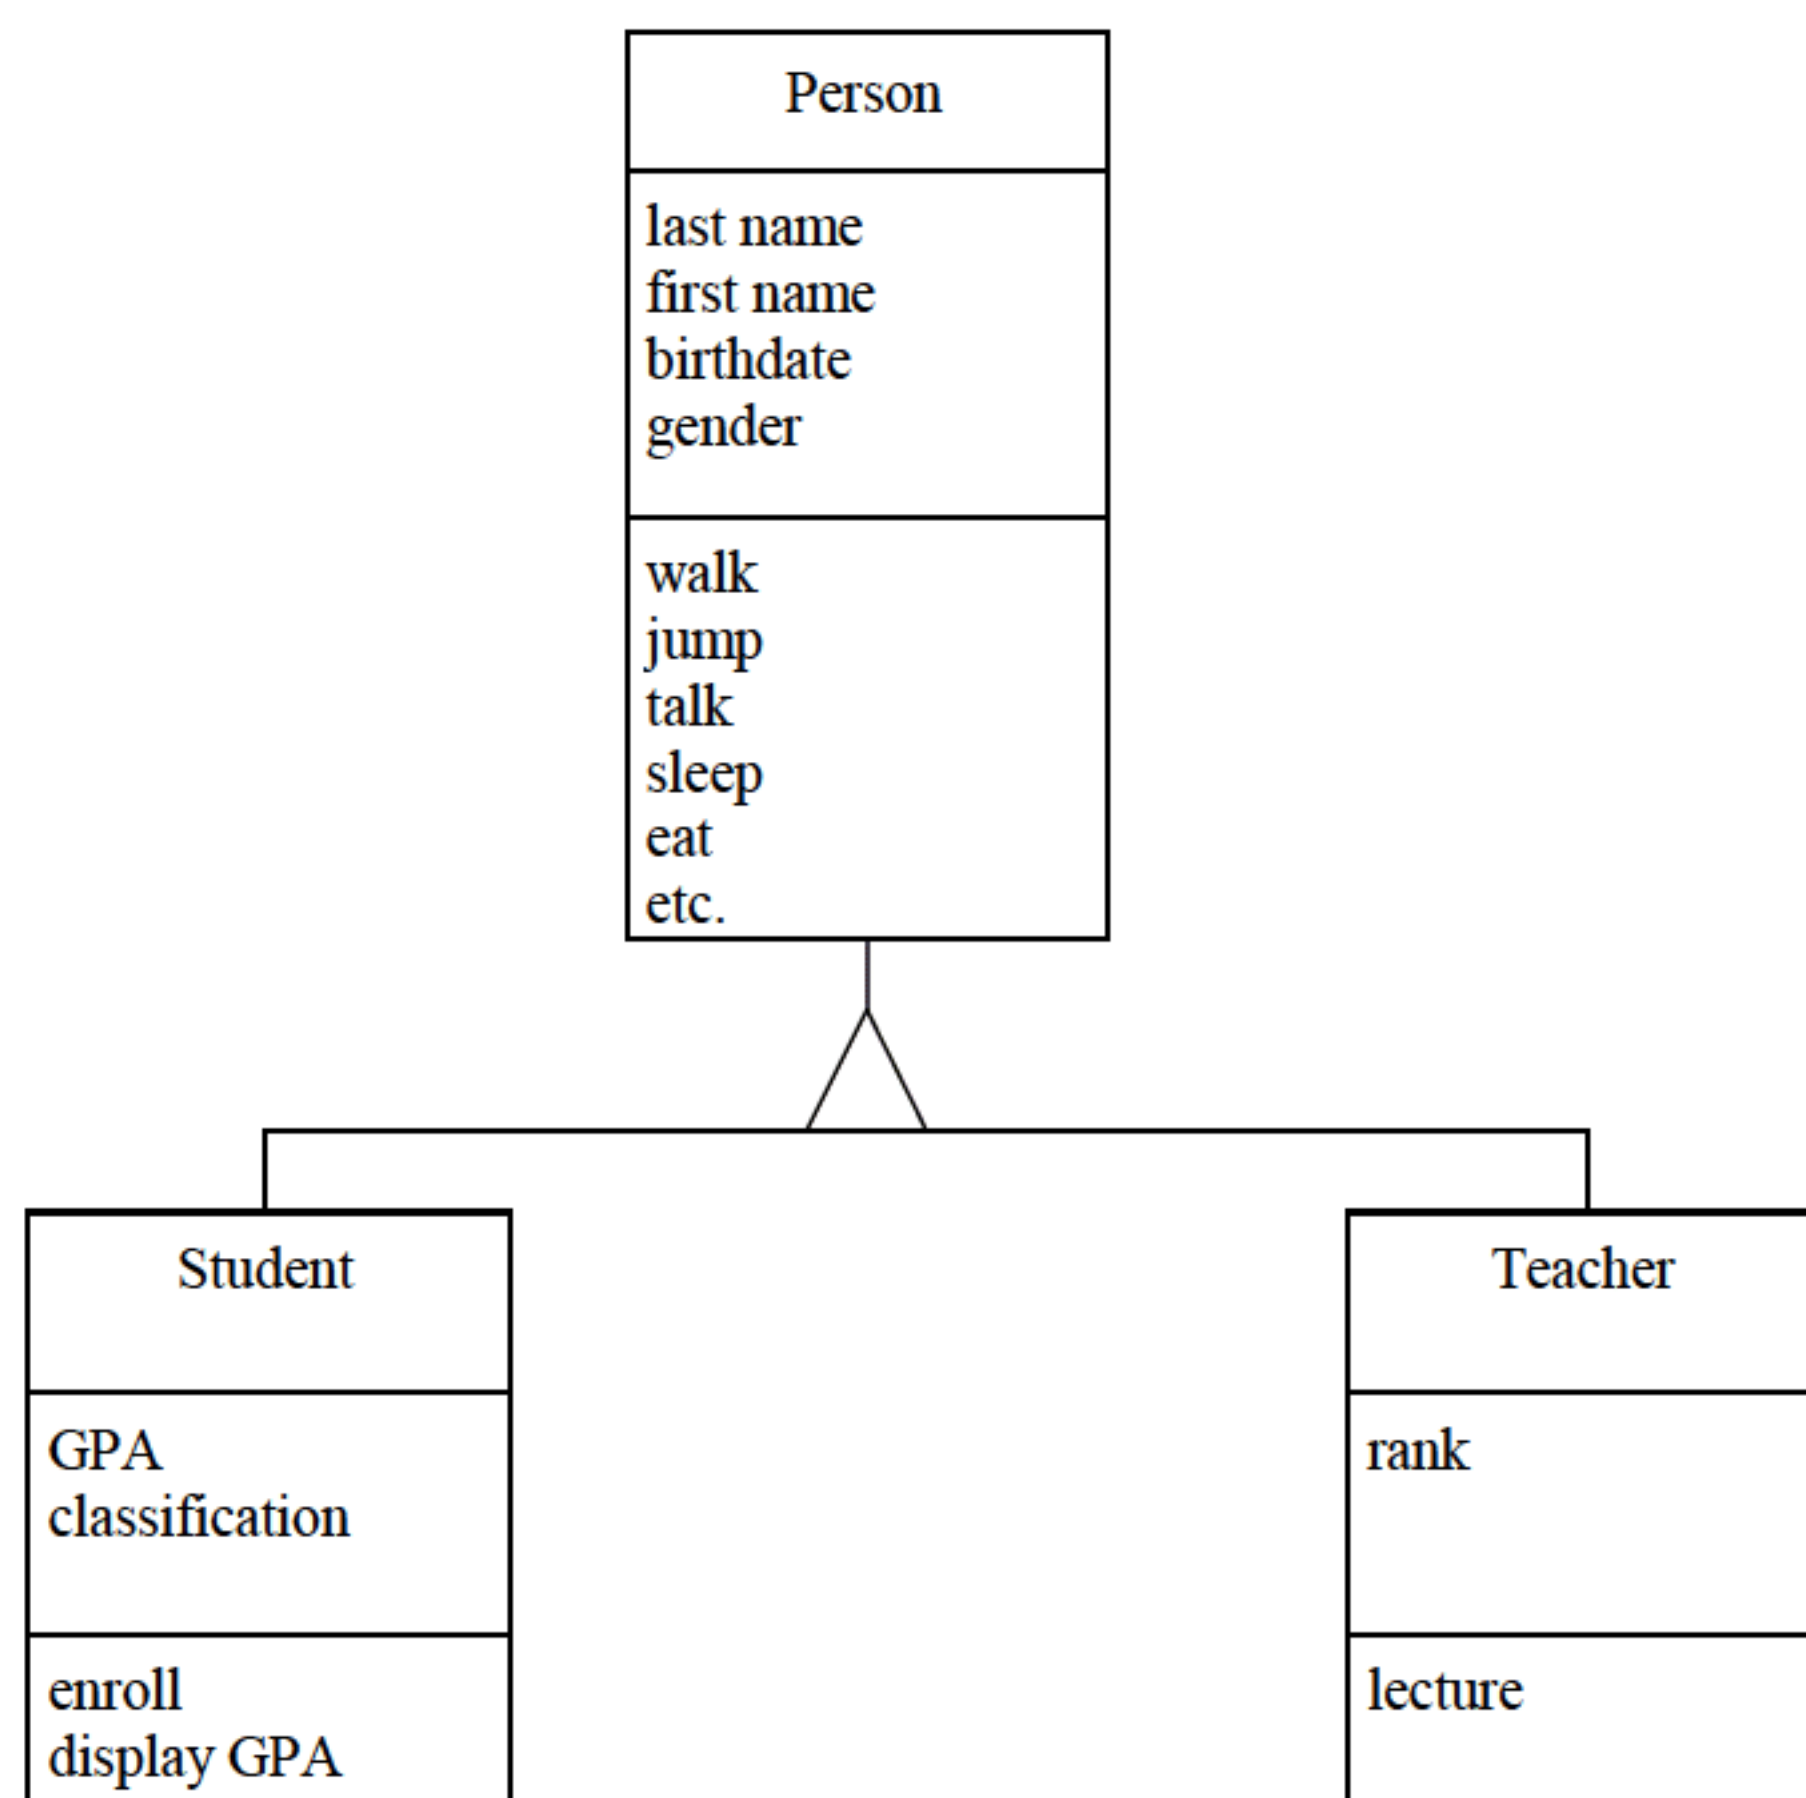 Person
last name
first name
birthdate
gender
walk
jump
talk
sleep
eat
etc.
Student
GPA
classification
enroll
display GPA
Teacher
rank
lecture